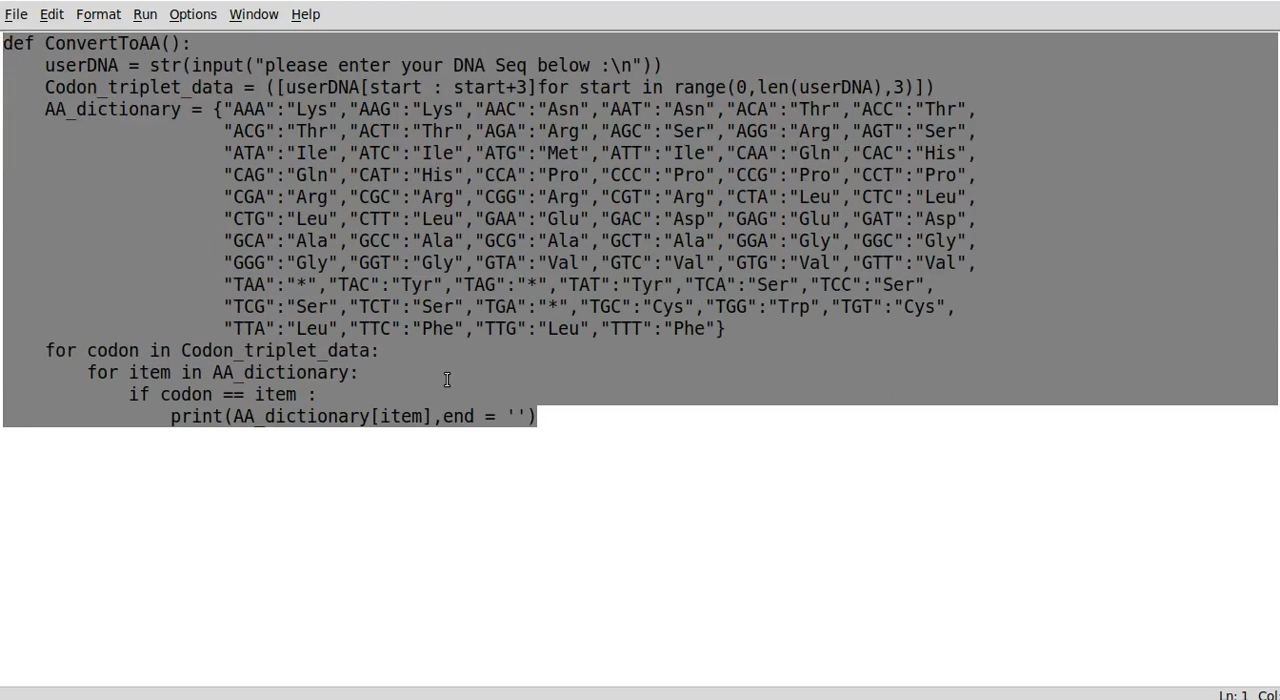 File Edit Format Run Options Window Help
def ConvertToAA():
    userDNA = str(input("please enter your DNA Seq below :\n"))
    Codon_triplet_data = ([userDNA[start : start+3]for start in range(0,len(userDNA),3)])
    AA_dictionary = {"AAA":"Lys","AAG":"Lys","AAC":"Asn","AAT":"Asn","ACA":"Thr","ACC":"Thr",
                     "ACG":"Thr","ACT":"Thr","AGA":"Arg","AGC":"Ser","AGG":"Arg","AGT":"Ser",
                     "ATA":"Ile","ATC":"Ile","ATG":"Met","ATT":"Ile","CAA":"Gln","CAC":"His",
                     "CAG":"Gln","CAT":"His","CCA":"Pro","CCC":"Pro","CCG":"Pro","CCT":"Pro",
                     "CGA":"Arg","CGC":"Arg","CGG":"Arg","CGT":"Arg","CTA":"Leu","CTC":"Leu",
                     "CTG":"Leu","CTT":"Leu","GAA":"Glu","GAC":"Asp","GAG":"Glu","GAT":"Asp",
                     "GCA":"Ala","GCC":"Ala","GCG":"Ala","GCT":"Ala","GGA":"Gly","GGC":"Gly",
                     "GGG":"Gly","GGT":"Gly","GTA":"Val","GTC":"Val","GTG":"Val","GTT":"Val",
                     "TAA":"*","TAC":"Tyr","TAG":"*","TAT":"Tyr","TCA":"Ser","TCC":"Ser",
                     "TCG":"Ser","TCT":"Ser","TGA":"*","TGC":"Cys","TGG":"Trp","TGT":"Cys",
                     "TTA":"Leu","TTC":"Phe","TTG":"Leu","TTT":"Phe"}
    for codon in Codon_triplet_data:
        for item in AA_dictionary:
            if codon == item :
                print(AA_dictionary[item],end = '')
Ln: 1 Col: